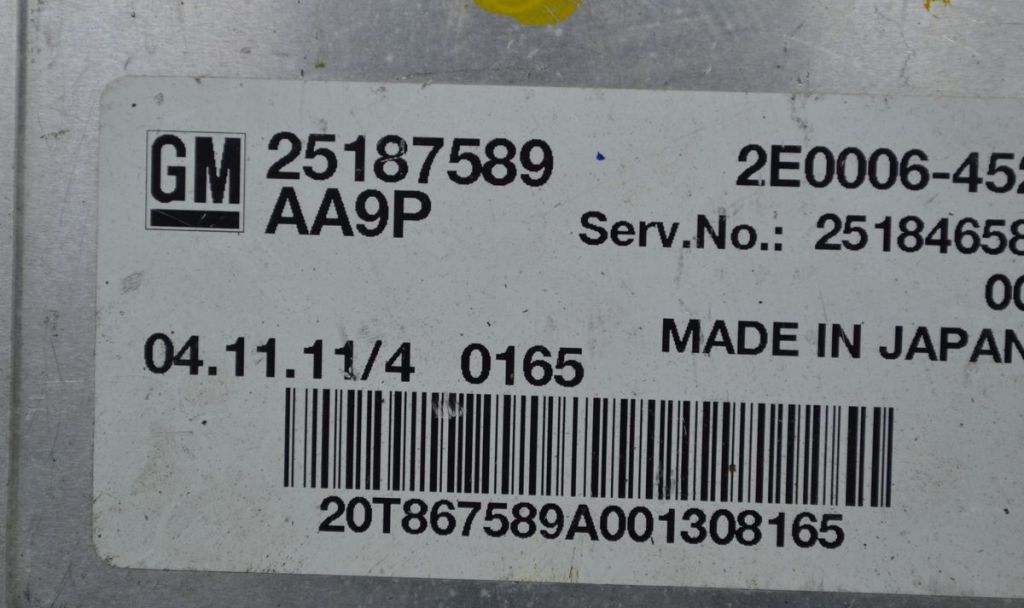 GM 25187589 2E0006-452
AA9P Serv.No.: 25184658
00
MADE IN JAPAN
04.11.11/4 0165
20T867589A001308165